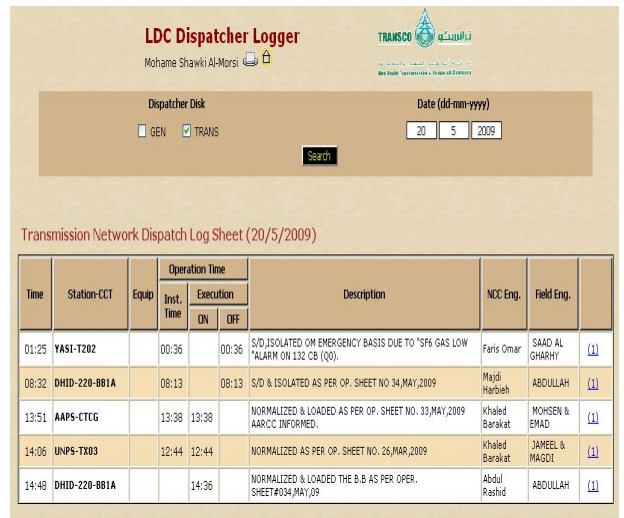 LDC Dispatcher Logger
Mohame Shawki Al-Morsi
TRANSCO ترانسكو
Dispatcher Disk
Date (dd-mm-yyyy)
GEN TRANS
20 5 2009
Search
Transmission Network Dispatch Log Sheet (20/5/2009)
Time Station-CCT Equip Operation Time Description NCC Eng. Field Eng.
Inst. Time Execution
ON OFF
01:25 YASI-T202 00:36 00:36 S/D,ISOLATED OM EMERGENCY BASIS DUE TO "SF6 GAS LOW Faris Omar SAAD AL (1)
"ALARM ON 132 CB (Q0). GHARHY
08:32 DHID-220-BB1A 08:13 08:13 S/D & ISOLATED AS PER OP. SHEET NO 34,MAY,2009 Majdi ABDULLAH (1)
Harbieh
13:51 AAPS-CTCG 13:38 13:38 NORMALIZED & LOADED AS PER OP. SHEET NO. 33,MAY,2009 Khaled MOHSEN & (1)
AARCC INFORMED. Barakat EMAD
14:06 UNPS-TX03 12:44 12:44 NORMALIZED AS PER OP. SHEET NO. 26,MAR,2009 Khaled JAMEEL & (1)
Barakat MAGDI
14:48 DHID-220-BB1A 14:36 NORMALIZED & LOADED THE B.B AS PER OPER. Abdul ABDULLAH (1)
SHEET#034,MAY,09 Rashid